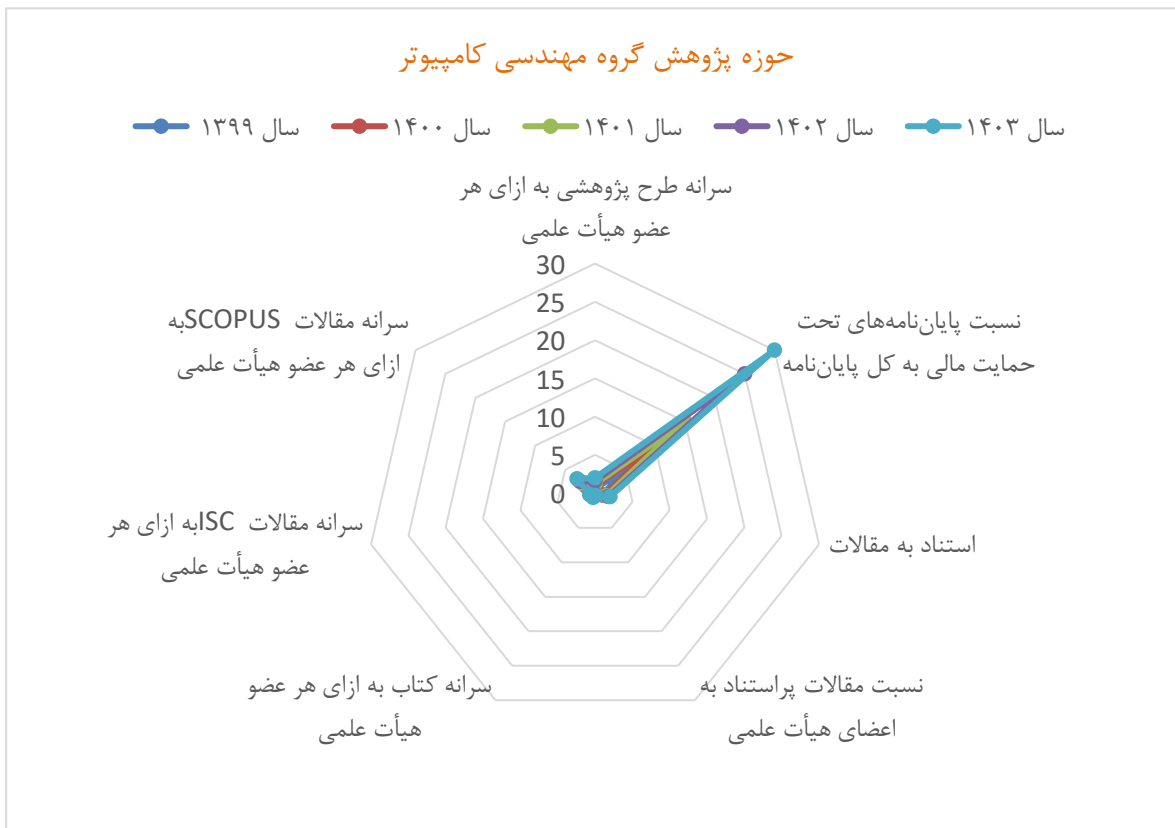 حوزه پژوهش گروه مهندسی کامپیوتر
سال ۱۳۹۹ سال ۱۴۰۰ سال ۱۴۰۱ سال ۱۴۰۲ سال ۱۴۰۳
سرانه طرح پژوهشی به ازای هر
عضو هیأت علمی
30
25
20
15
10
5
0
نسبت پایان‌نامه‌های تحت
حمایت مالی به کل پایان‌نامه
استناد به مقالات
نسبت مقالات پراستناد به
اعضای هیأت علمی
سرانه کتاب به ازای هر عضو
هیأت علمی
سرانه مقالات ISCبه ازای هر
عضو هیأت علمی
سرانه مقالات SCOPUSبه
ازای هر عضو هیأت علمی